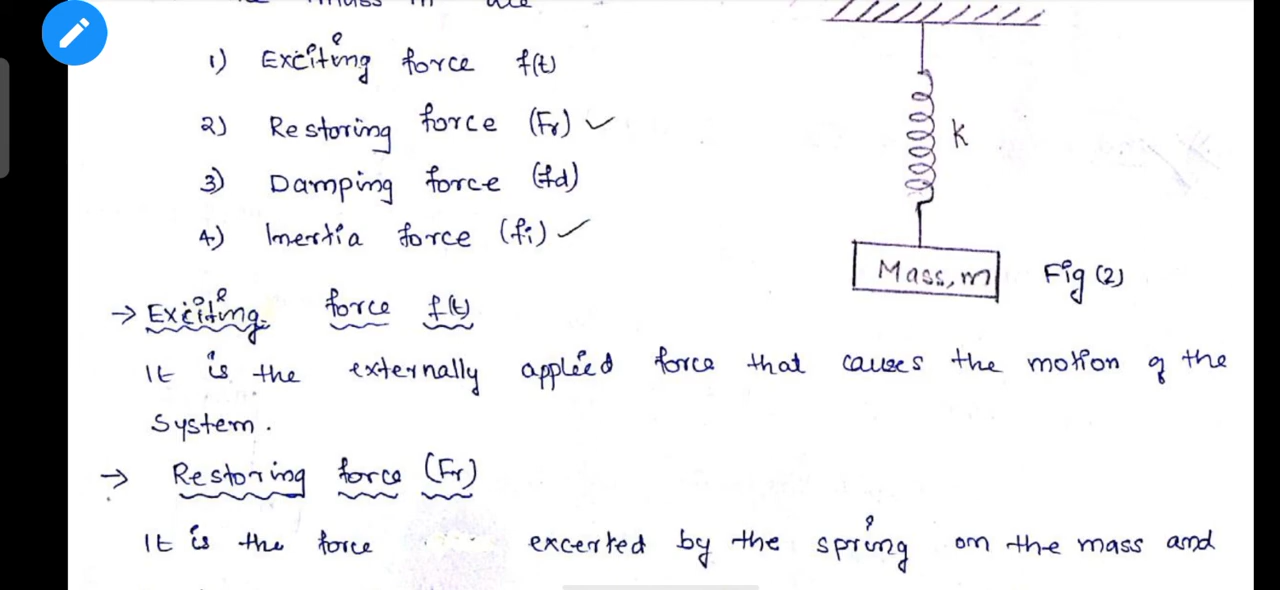 mass m are
1) Exciting force f(t)
2) Restoring force (Fr) ✓
3) Damping force (fd)
4) Inertia force (fi) ✓
K
Mass, m
Fig (2)
→ Exciting force f(t)
It is the externally applied force that causes the motion of the
System.
→ Restoring force (Fr)
It is the force excerted by the spring on the mass and